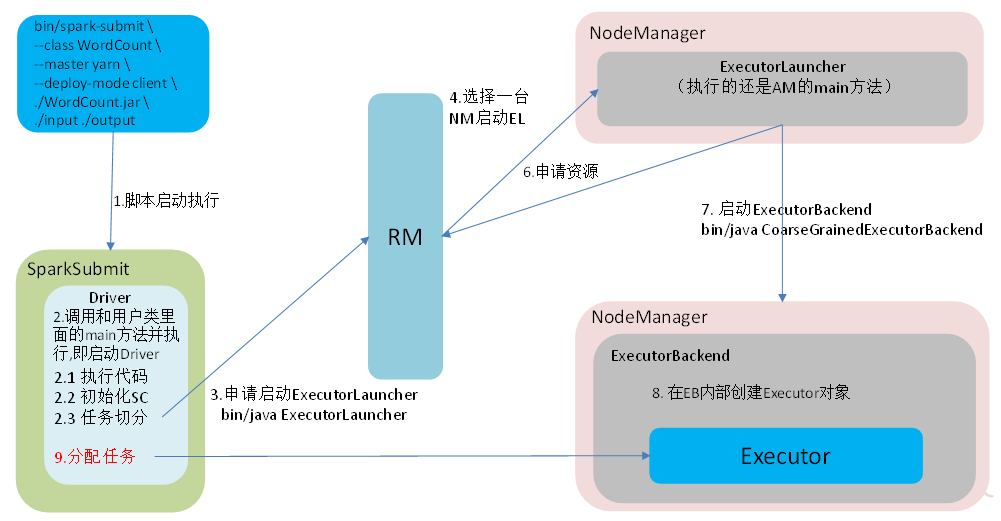 bin/spark-submit \
--class WordCount \
--master yarn \
--deploy-mode client \
./WordCount.jar \
./input ./output
1.脚本启动执行
SparkSubmit
Driver
2.调用和用户类里
面的main方法并执
行,即启动Driver
2.1 执行代码
2.2 初始化SC
2.3 任务切分
9.分配任务
3.申请启动ExecutorLauncher
bin/java ExecutorLauncher
RM
4.选择一台
NM启动EL
6.申请资源
NodeManager
ExecutorLauncher
（执行的还是AM的main方法）
7. 启动ExecutorBackend
bin/java CoarseGrainedExecutorBackend
NodeManager
ExecutorBackend
8. 在EB内部创建Executor对象
Executor